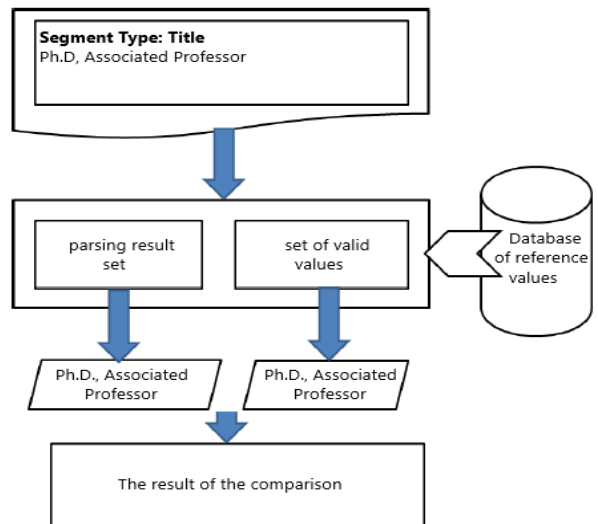 Segment Type: Title
Ph.D, Associated Professor
parsing result
set
set of valid
values
Database
of reference
values
Ph.D., Associated
Professor
Ph.D., Associated
Professor
The result of the comparison